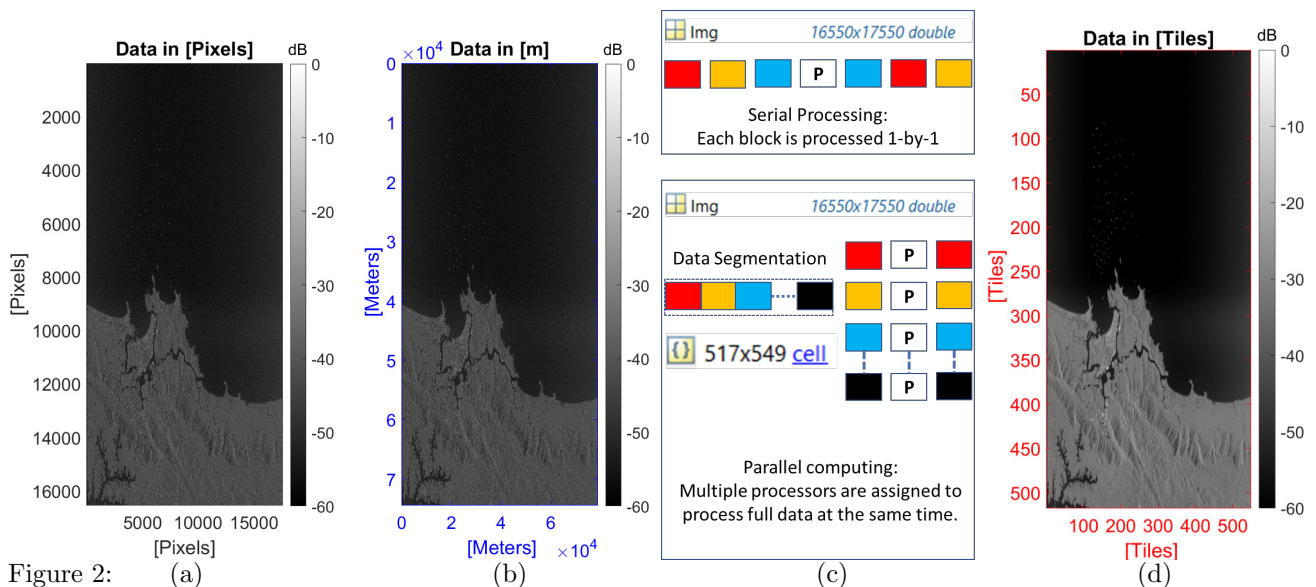 Data in [Pixels]
dB
0
-10
-20
-30
-40
-50
-60
2000
4000
6000
8000
10000
12000
14000
16000
[Pixels]
5000 10000 15000
[Pixels]
×10⁴
Data in [m]
dB
0
-10
-20
-30
-40
-50
-60
0
1
2
3
4
5
6
7
[Meters]
0 2 4 6
×10⁴
[Meters]
Img 16550x17550 double
P
Serial Processing:
Each block is processed 1-by-1
Img 16550x17550 double
Data Segmentation
P
P
P
P
{} 517x549 cell
Parallel computing:
Multiple processors are assigned to
process full data at the same time.
Data in [Tiles]
dB
0
-10
-20
-30
-40
-50
-60
50
100
150
200
250
300
350
400
450
500
[Tiles]
100 200 300 400 500
[Tiles]
Figure 2: (a) (b) (c) (d)